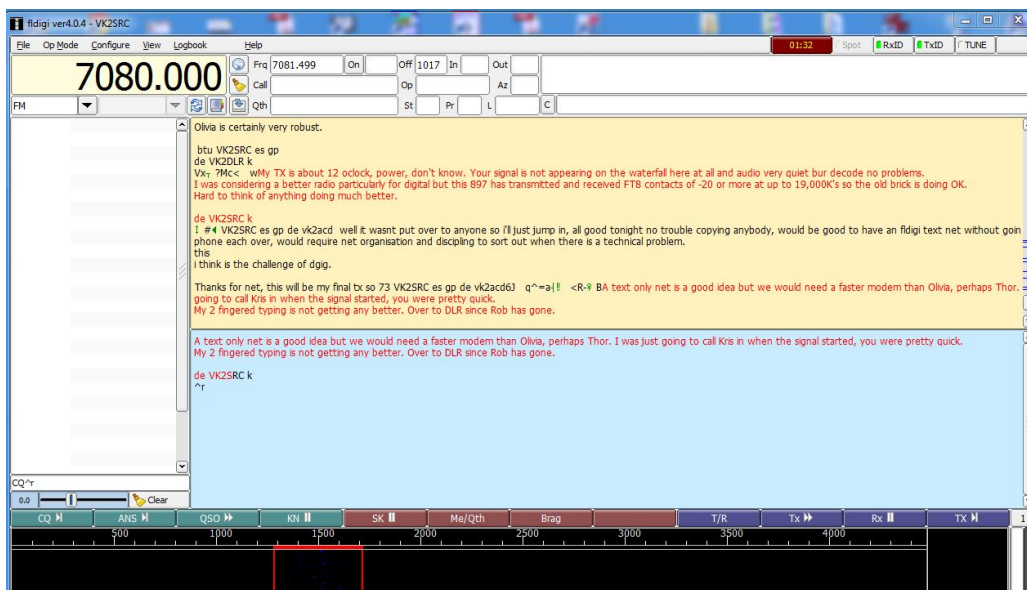 fldigi ver4.0.4 - VK2SRC
File Op Mode Configure View Logbook Help
01:32 Spot RxID TxID TUNE
7080.000
Frq 7081.499 On Off 1017 In Out
Call Op Az
FM
Qth St Pr L C
Olivia is certainly very robust.
btu VK2SRC es gp
de VK2DLR k
Vx┬ ?Mc< wMy TX is about 12 oclock, power, don't know. Your signal is not appearing on the waterfall here at all and audio very quiet bur decode no problems.
I was considering a better radio particularly for digital but this 897 has transmitted and received FT8 contacts of -20 or more at up to 19,000K's so the old brick is doing OK.
Hard to think of anything doing much better.
de VK2SRC k
I #◀ VK2SRC es gp de vk2acd well it wasnt put over to anyone so i'll just jump in, all good tonight no trouble copying anybody, would be good to have an fldigi text net without goin
phone each over, would require net organisation and discipling to sort out when there is a technical problem.
this
i think is the challenge of dgig.
Thanks for net, this will be my final tx so 73 VK2SRC es gp de vk2acd6J q^=a┤‼ <R-♀ BA text only net is a good idea but we would need a faster modem than Olivia, perhaps Thor.
going to call Kris in when the signal started, you were pretty quick.
My 2 fingered typing is not getting any better. Over to DLR since Rob has gone.
A text only net is a good idea but we would need a faster modem than Olivia, perhaps Thor. I was just going to call Kris in when the signal started, you were pretty quick.
My 2 fingered typing is not getting any better. Over to DLR since Rob has gone.
de VK2SRC k
^r
CQ^r
0.0 Clear
CQ ANS QSO KN SK Me/Qth Brag T/R Tx Rx TX 1
500 1000 1500 2000 2500 3000 3500 4000